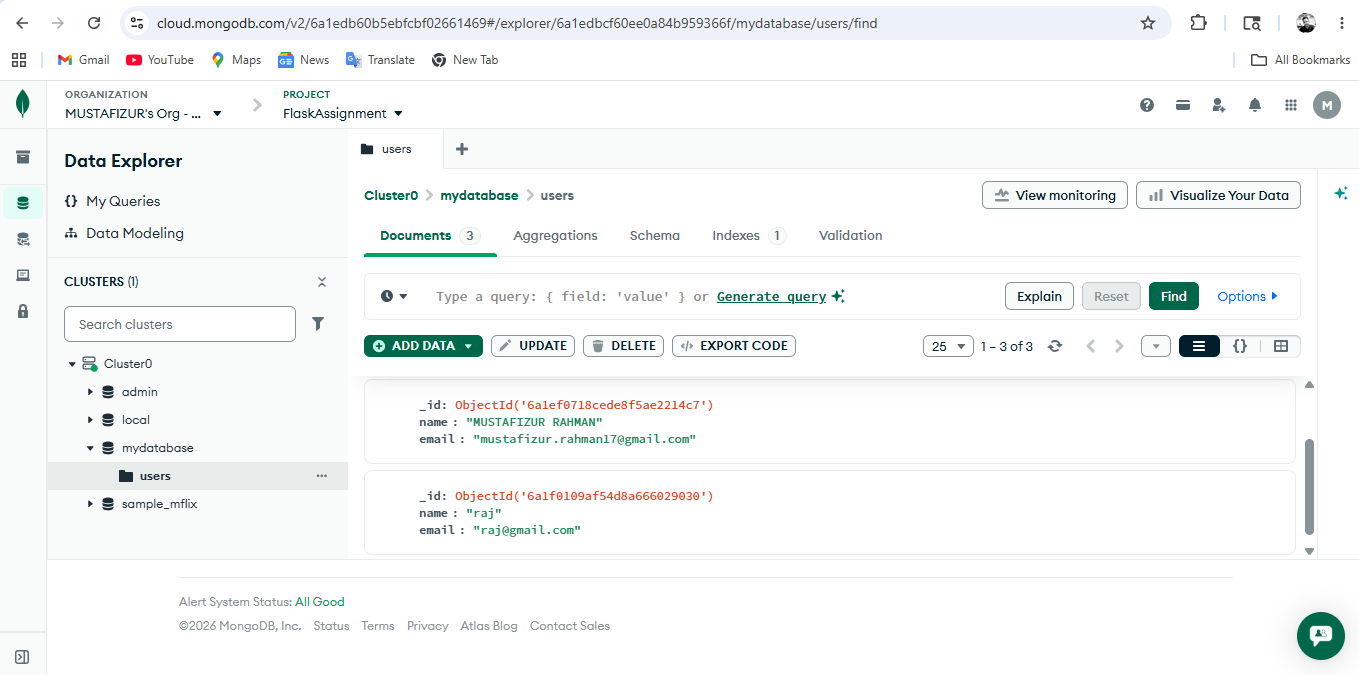 cloud.mongodb.com/v2/6a1edb60b5ebfcbf02661469#/explorer/6a1edbcf60ee0a84b959366f/mydatabase/users/find
Gmail YouTube Maps News Translate New Tab All Bookmarks
ORGANIZATION PROJECT
MUSTAFIZUR's Org - ... FlaskAssignment M
Data Explorer users
My Queries
Data Modeling
CLUSTERS (1)
Search clusters
Cluster0
admin
local
mydatabase
users ...
sample_mflix
Cluster0 mydatabase users View monitoring Visualize Your Data
Documents 3 Aggregations Schema Indexes 1 Validation
Type a query: { field: 'value' } or Generate query Explain Reset Find Options
ADD DATA UPDATE DELETE EXPORT CODE 25 1 – 3 of 3 {}
_id: ObjectId('6a1ef0718cede8f5ae2214c7')
name : "MUSTAFIZUR RAHMAN"
email : "mustafizur.rahman17@gmail.com"
_id: ObjectId('6a1f0109af54d8a666029030')
name : "raj"
email : "raj@gmail.com"
Alert System Status: All Good
©2026 MongoDB, Inc. Status Terms Privacy Atlas Blog Contact Sales